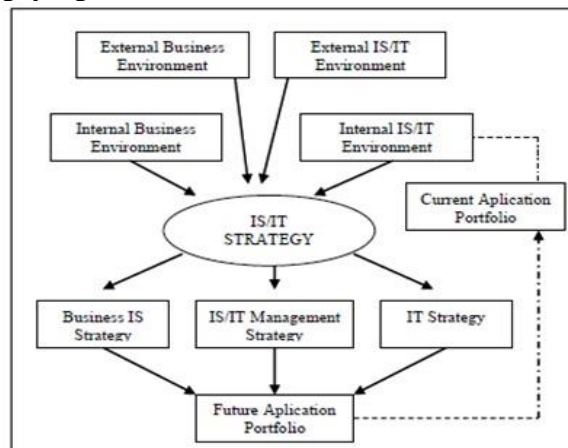 External Business
Environment
External IS/IT
Environment
Internal Business
Environment
Internal IS/IT
Environment
Current Aplication
Portfolio
IS/IT
STRATEGY
Business IS
Strategy
IS/IT Management
Strategy
IT Strategy
Future Aplication
Portfolio